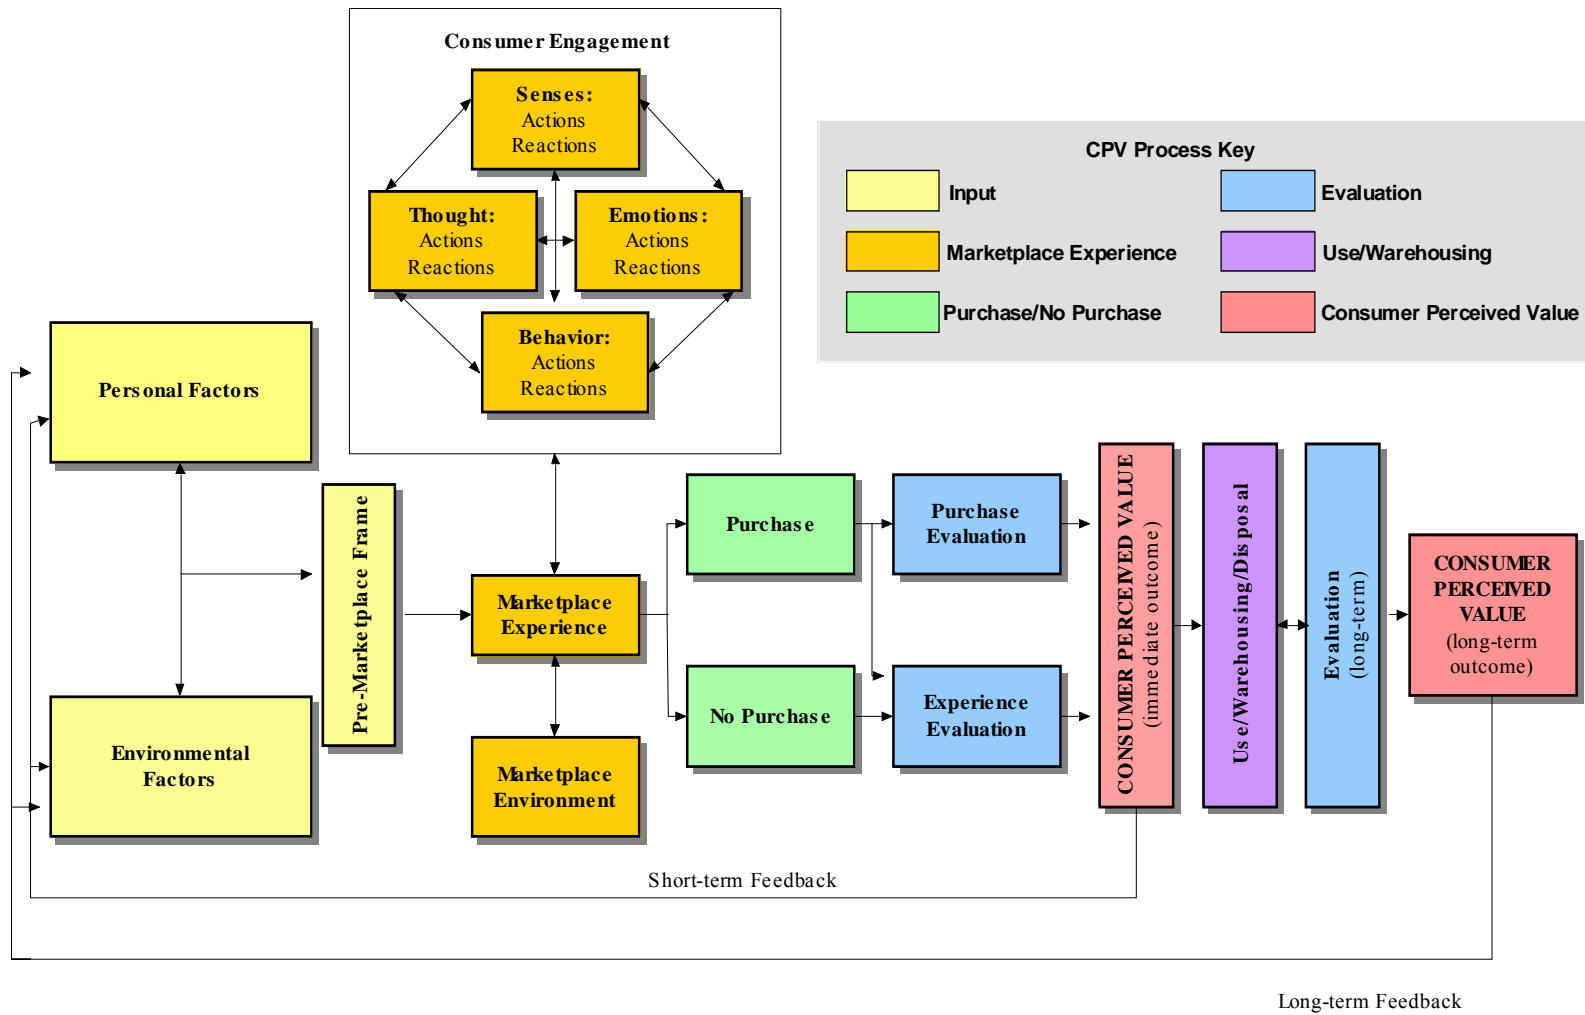 Consumer Engagement
Senses:
Actions
Reactions
Thought:
Actions
Reactions
Emotions:
Actions
Reactions
Behavior:
Actions
Reactions
CPV Process Key
Input
Evaluation
Marketplace Experience
Use/Warehousing
Purchase/No Purchase
Consumer Perceived Value
Personal Factors
Environmental
Factors
Pre-Marketplace Frame
Marketplace
Experience
Marketplace
Environment
Purchase
No Purchase
Purchase
Evaluation
Experience
Evaluation
CONSUMER PERCEIVED VALUE
(immediate outcome)
Use/Warehousing/Disposal
Evaluation
(long-term)
CONSUMER
PERCEIVED
VALUE
(long-term
outcome)
Short-term Feedback
Long-term Feedback